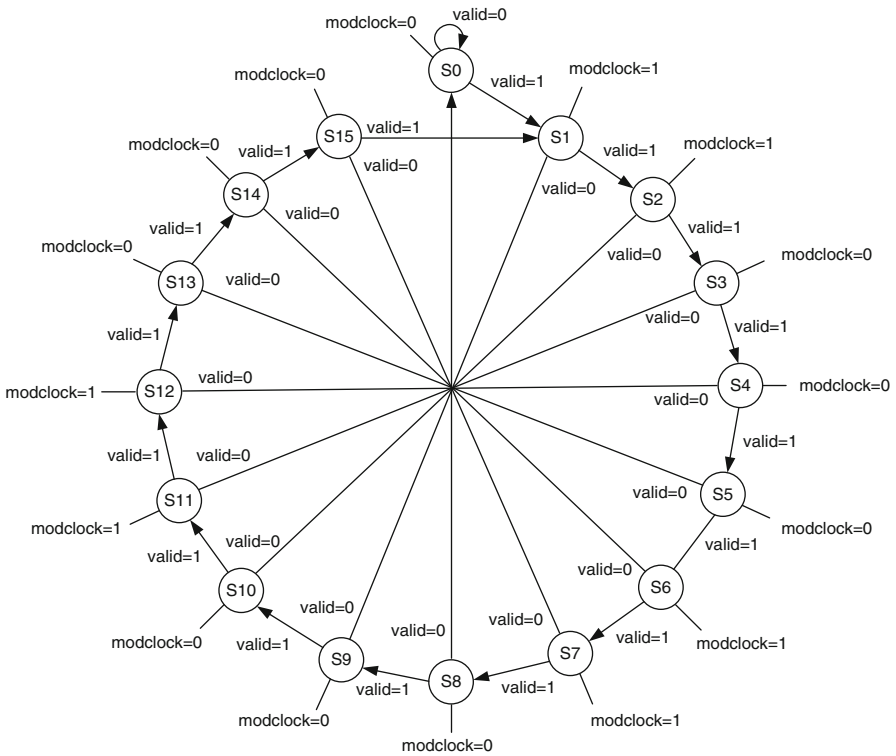 valid=0
modclock=0
S0
modclock=0
valid=1
modclock=1
S15
valid=1
S1
modclock=0
valid=1
valid=0
valid=1
modclock=1
S14
valid=0
valid=0
S2
valid=1
valid=0
valid=1
modclock=0
modclock=0
S13
valid=0
S3
valid=0
valid=1
valid=1
modclock=1
S12
valid=0
S4
modclock=0
valid=0
valid=1
valid=1
valid=0
S11
valid=0
S5
modclock=1
modclock=0
valid=1
valid=0
valid=1
S10
valid=0
S6
modclock=0
valid=1
valid=0
valid=0
valid=0
valid=1
modclock=1
S9
S7
valid=1
S8
valid=1
modclock=0
modclock=1
modclock=0